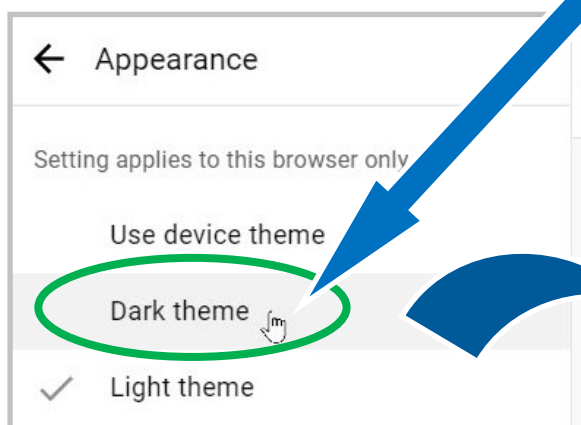 Appearance
Setting applies to this browser only
Use device theme
Dark theme
Light theme